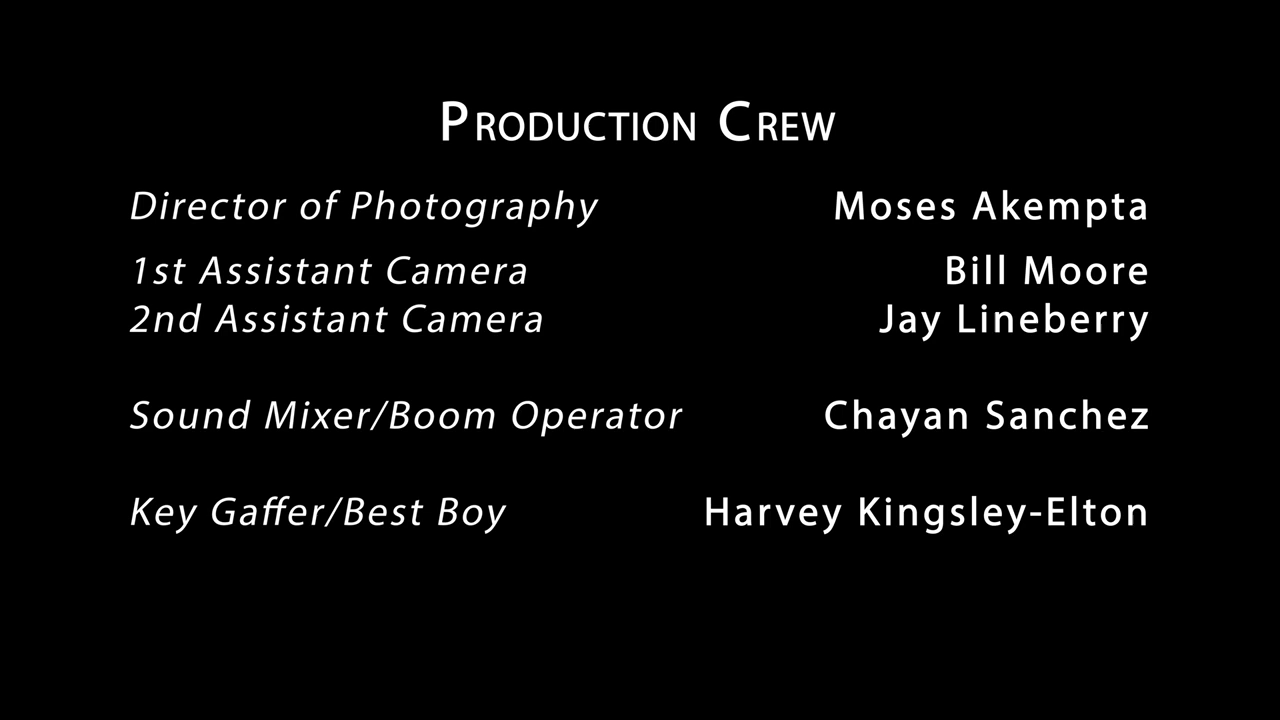 Production Crew
Director of Photography Moses Akempta
1st Assistant Camera Bill Moore
2nd Assistant Camera Jay Lineberry
Sound Mixer/Boom Operator Chayan Sanchez
Key Gaffer/Best Boy Harvey Kingsley-Elton